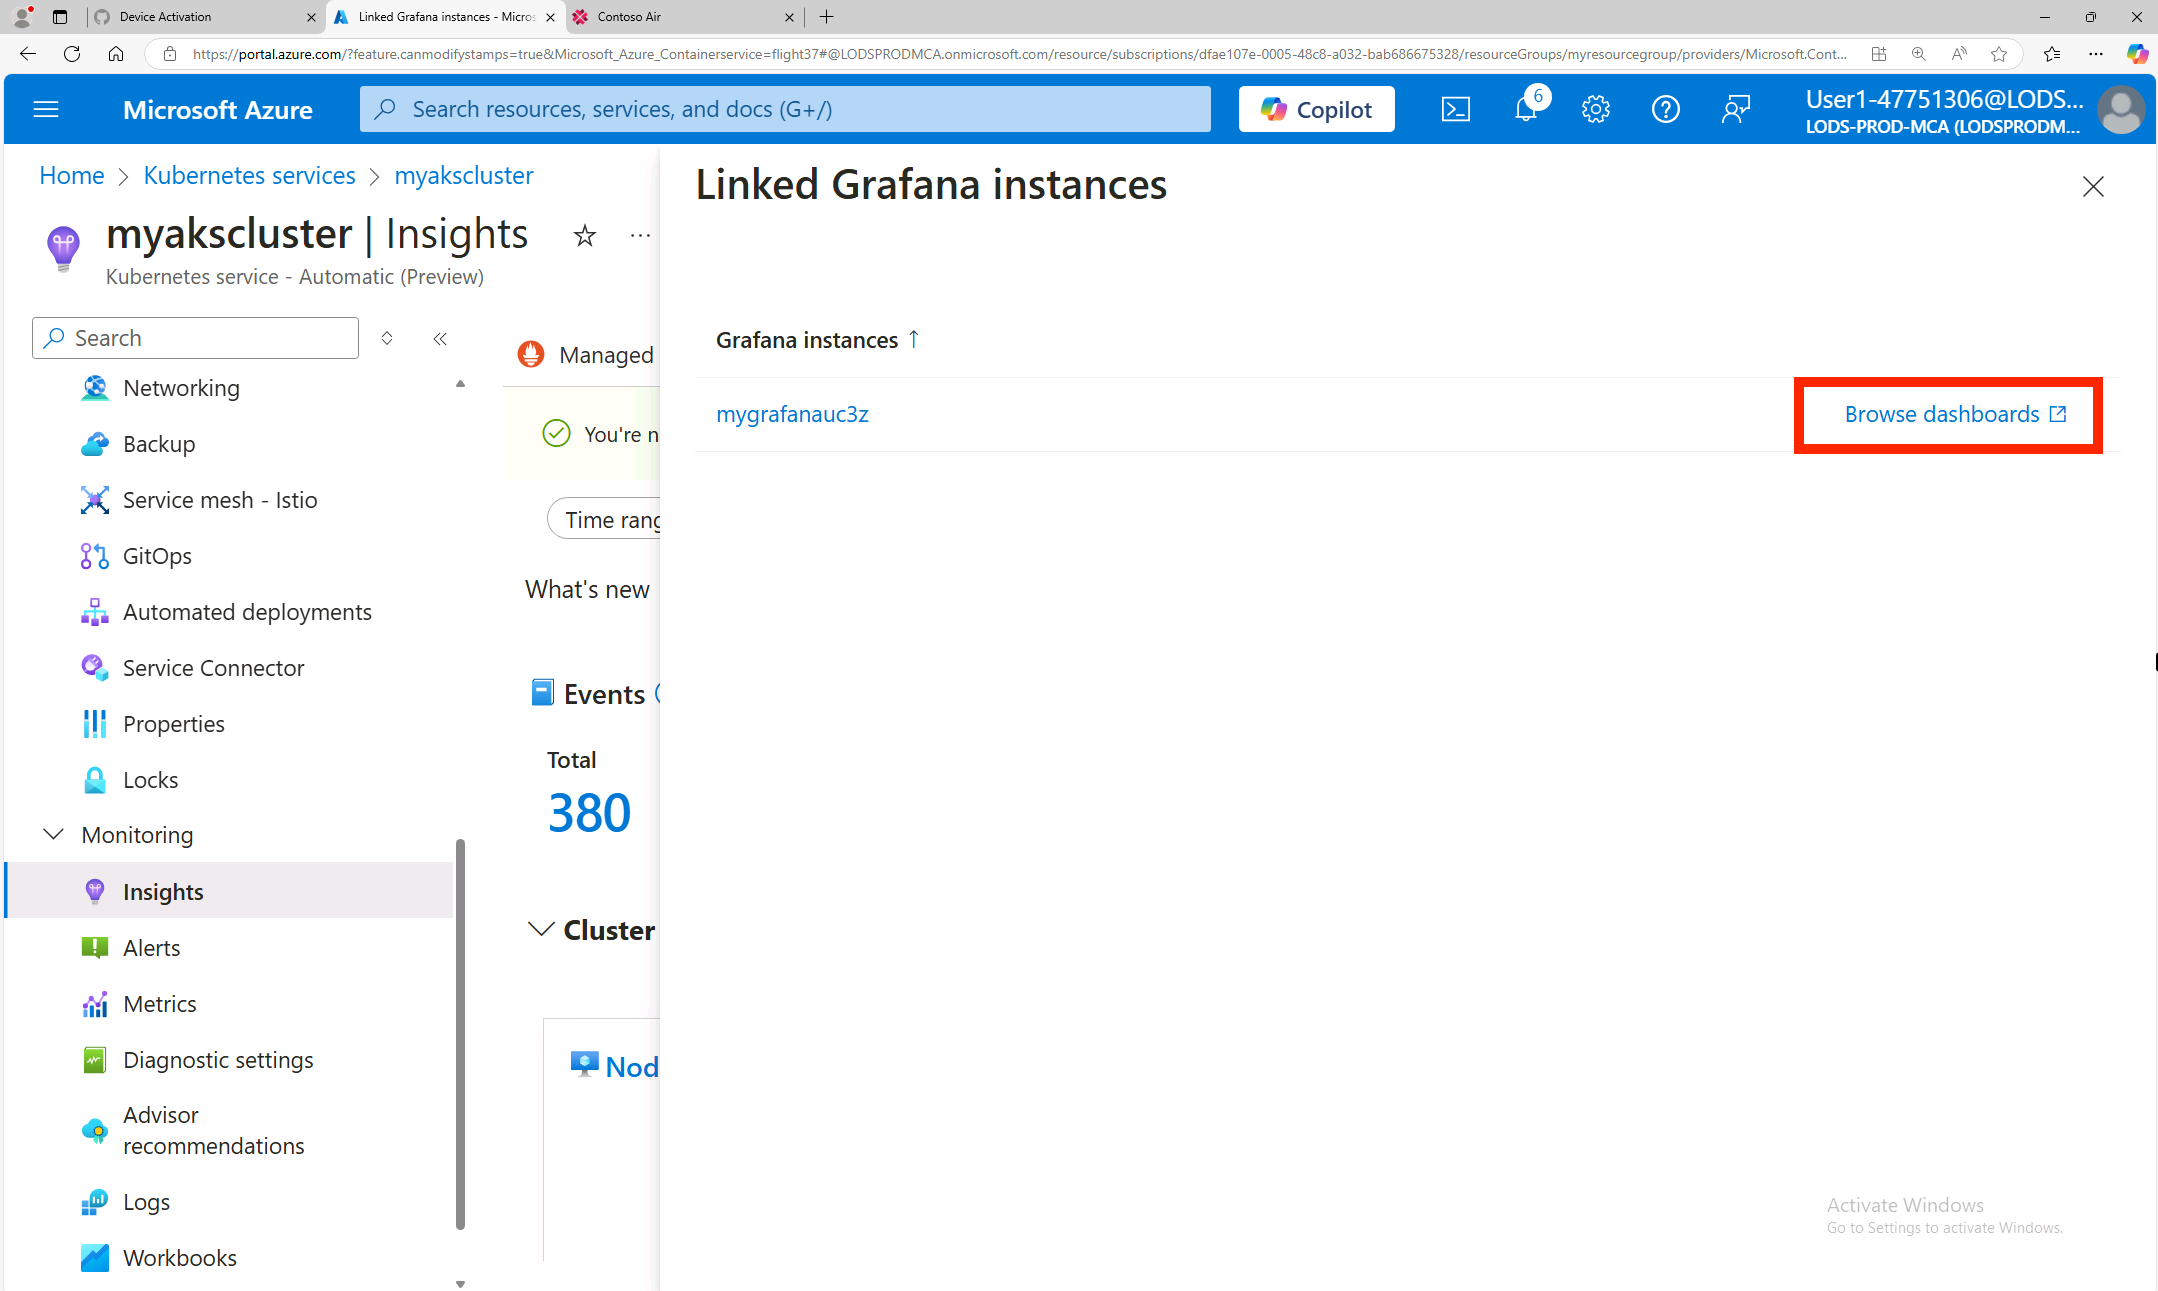 Device Activation
Linked Grafana instances - Micros
Contoso Air
https://portal.azure.com/?feature.canmodifystamps=true&Microsoft_Azure_Containerservice=flight37#@LODSPRODMCA.onmicrosoft.com/resource/subscriptions/dfae107e-0005-48c8-a032-bab686675328/resourceGroups/myresourcegroup/providers/Microsoft.Cont...
Microsoft Azure
Search resources, services, and docs (G+/)
Copilot
6
User1-47751306@LODS...
LODS-PROD-MCA (LODSPRODM...
Home > Kubernetes services > myakscluster
myakscluster | Insights
Kubernetes service - Automatic (Preview)
Search
Networking
Backup
Service mesh - Istio
GitOps
Automated deployments
Service Connector
Properties
Locks
Monitoring
Insights
Alerts
Metrics
Diagnostic settings
Advisor
recommendations
Logs
Workbooks
Managed
You're n
Time rang
What's new
Events
Total
380
Cluster
Nod
Linked Grafana instances
Grafana instances ↑
mygrafanauc3z
Browse dashboards
Activate Windows
Go to Settings to activate Windows.